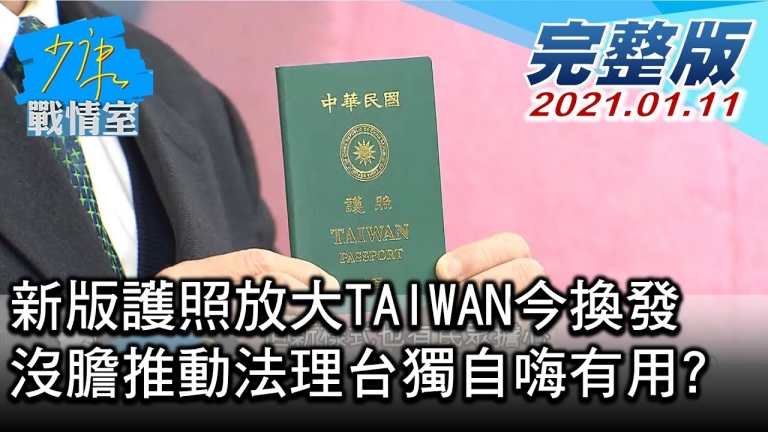 少康
戰情室
完整版
2021.01.11
中華民國
護照
TAIWAN
PASSPORT
新版護照放大TAIWAN今換發
沒膽推動法理台獨自嗨有用?